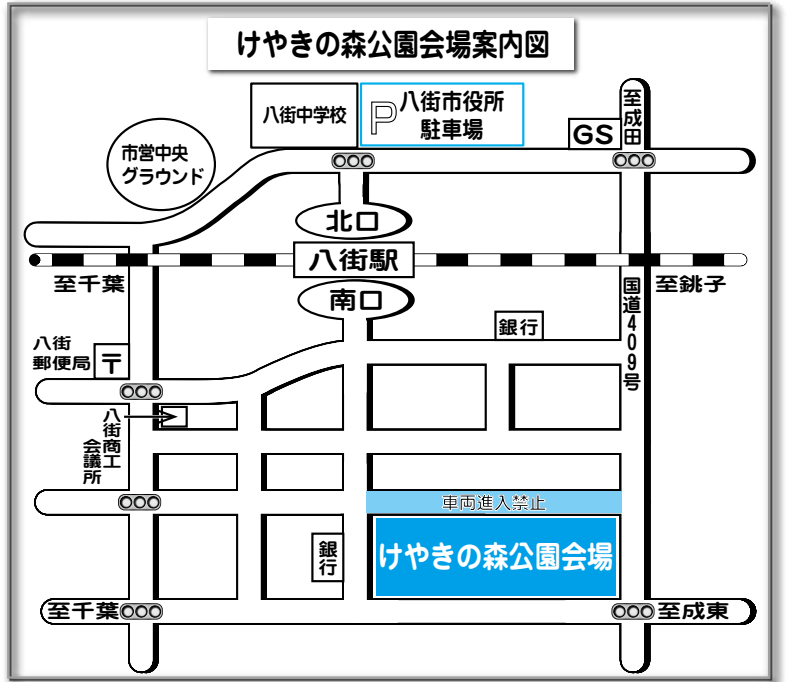 けやきの森公園会場案内図
八街中学校
P
八街市役所
駐車場
至成田
GS
市営中央
グラウンド
北口
八街駅
至千葉
至銚子
南口
国道409号
銀行
八街
郵便局
〒
八街商工
会議所
車両進入禁止
銀行
けやきの森公園会場
至千葉
至成東